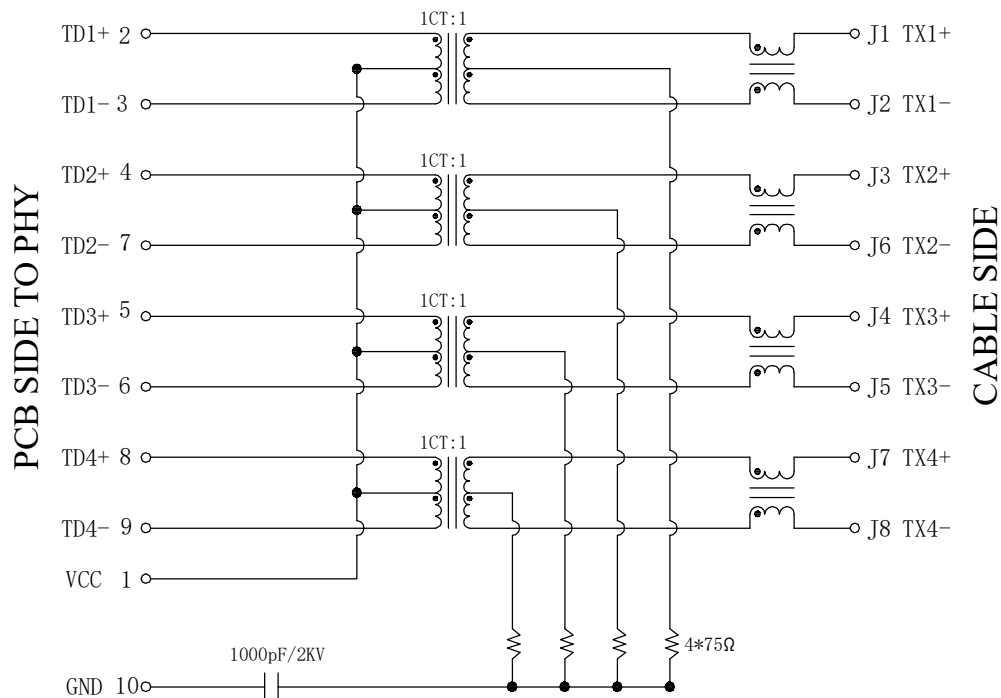 1CT:1
TD1+ 2
J1 TX1+
TD1- 3
J2 TX1-
1CT:1
TD2+ 4
J3 TX2+
TD2- 7
J6 TX2-
PCB SIDE TO PHY
CABLE SIDE
1CT:1
TD3+ 5
J4 TX3+
TD3- 6
J5 TX3-
1CT:1
TD4+ 8
J7 TX4+
TD4- 9
J8 TX4-
VCC 1
4*75Ω
1000pF/2KV
GND 10